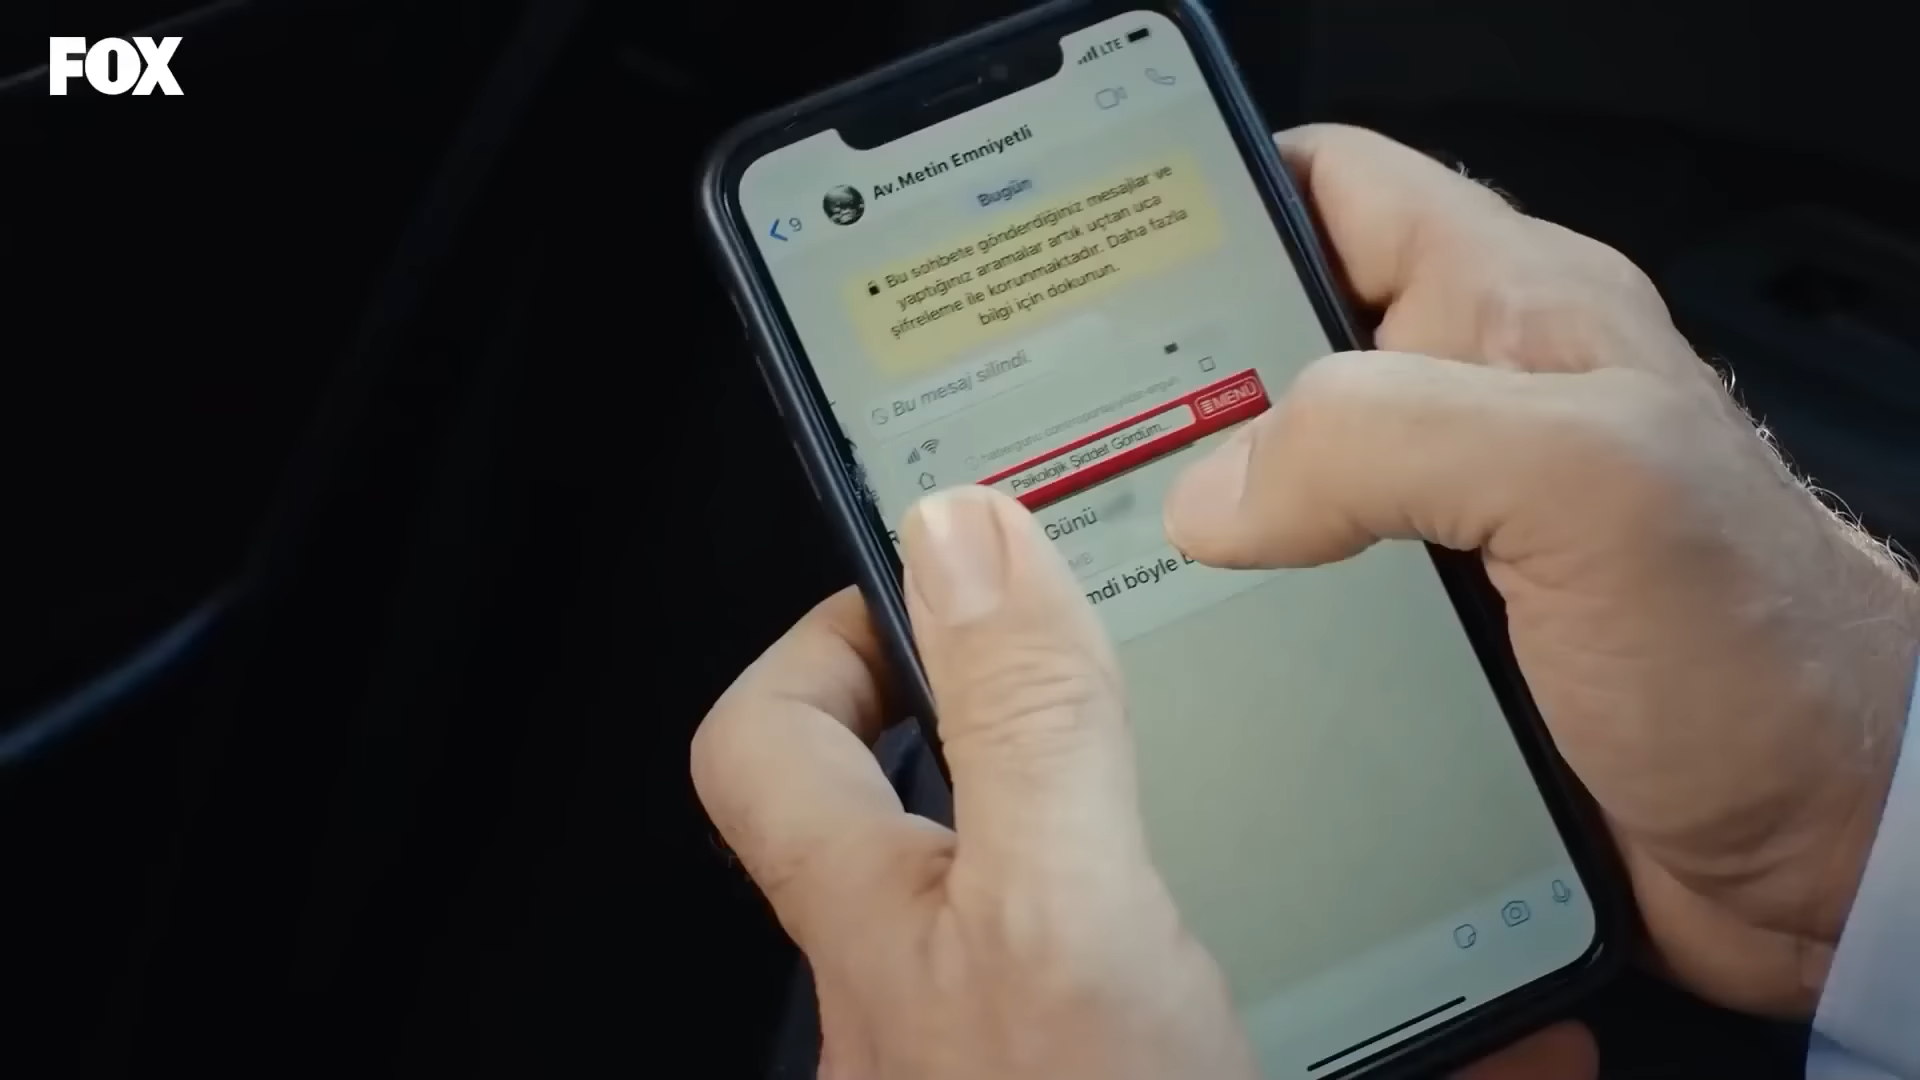 FOX
LTE
9
Av.Metin Emniyetli
Bugün
Bu sohbete gönderdiğiniz mesajlar ve
yaptığınız aramalar artık uçtan uca
şifreleme ile korunmaktadır. Daha fazla
bilgi için dokunun.
Bu mesaj silindi.
MENÜ
Psikolojik Şiddet Gördüm...
Günü
böyle